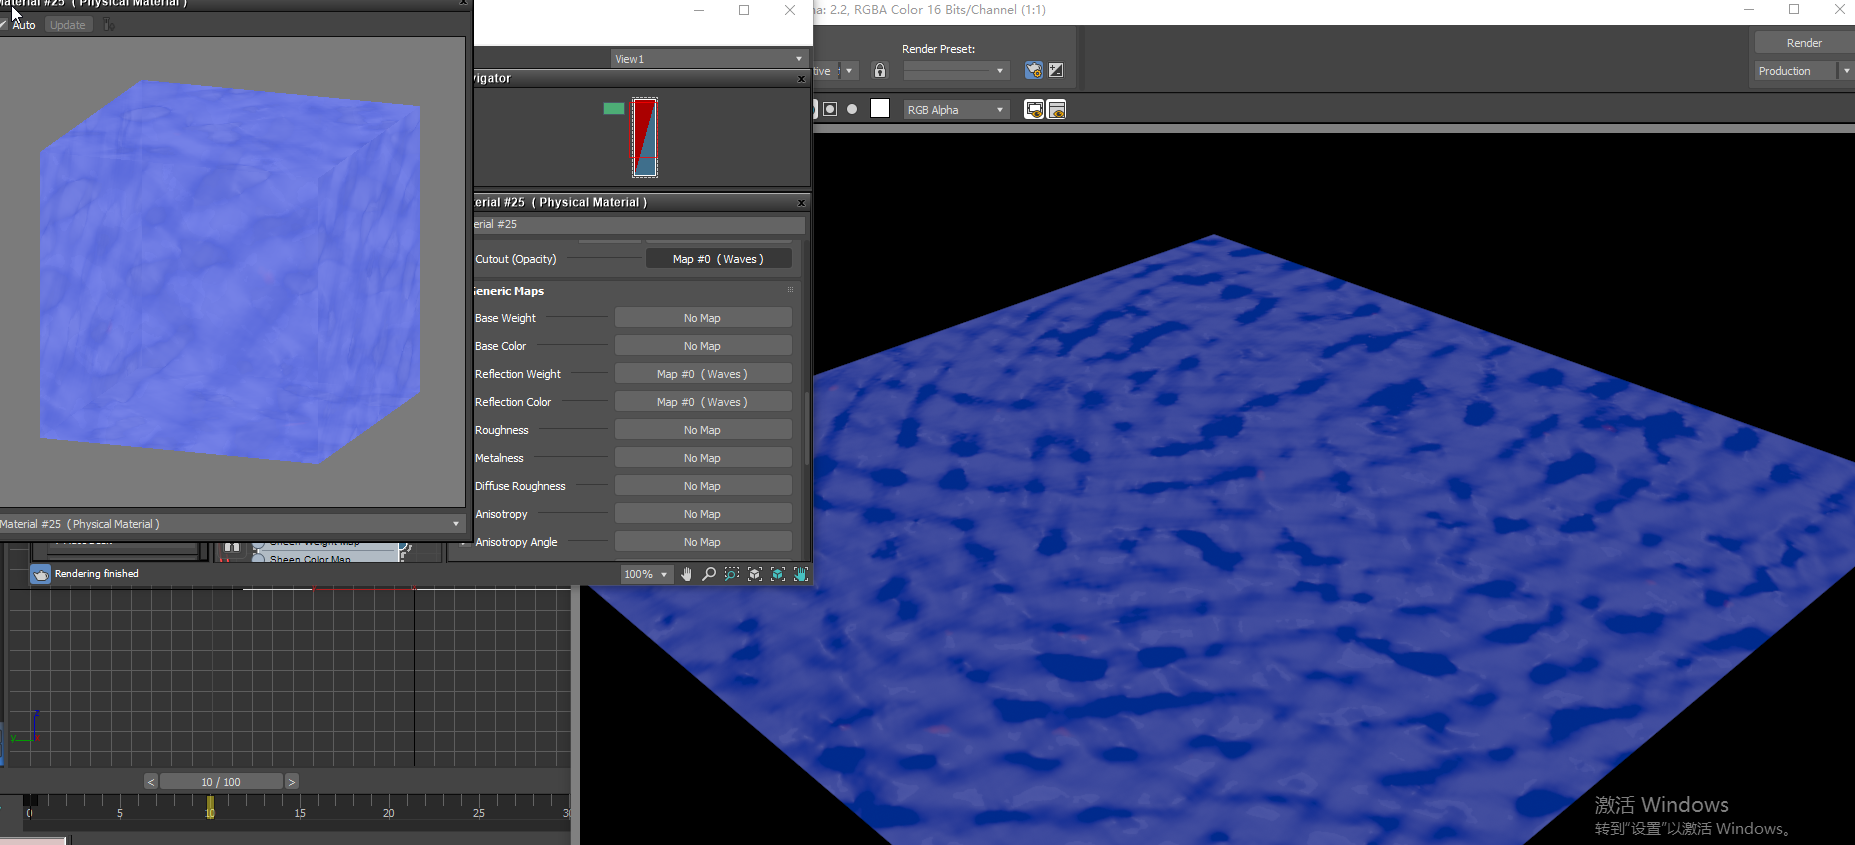 Material #25 ( Physical Material )
Auto
Update
Material #25 ( Physical Material )
Sheen Weight Map
Sheen Color Map
Rendering finished
100%
View1
vigator
erial #25 ( Physical Material )
erial #25
Cutout (Opacity)
Map #0 ( Waves )
Generic Maps
Base Weight
No Map
Base Color
No Map
Reflection Weight
Map #0 ( Waves )
Reflection Color
Map #0 ( Waves )
Roughness
No Map
Metalness
No Map
Diffuse Roughness
No Map
Anisotropy
No Map
Anisotropy Angle
No Map
a: 2.2, RGBA Color 16 Bits/Channel (1:1)
Render Preset:
tive
RGB Alpha
Render
Production
z
y
<
10 / 100
>
0
5
10
15
20
25
激活 Windows
转到“设置”以激活 Windows。